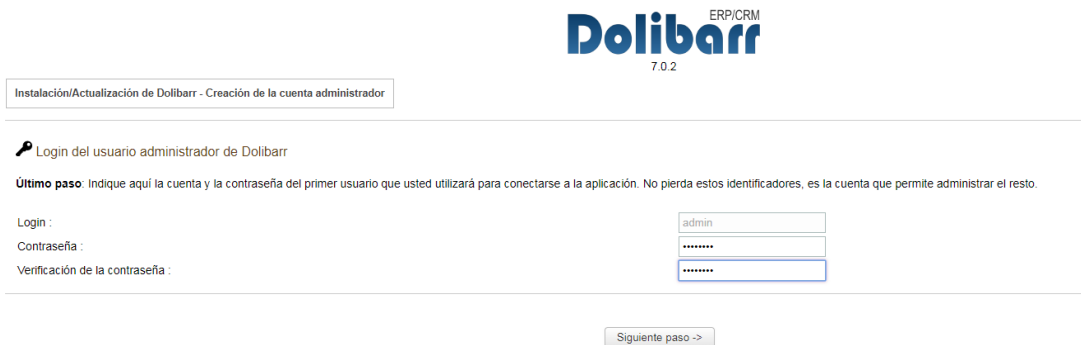 ERP/CRM
Dolibarr
7.0.2
Instalación/Actualización de Dolibarr - Creación de la cuenta administrador
Login del usuario administrador de Dolibarr
Último paso: Indique aquí la cuenta y la contraseña del primer usuario que usted utilizará para conectarse a la aplicación. No pierda estos identificadores, es la cuenta que permite administrar el resto.
Login : admin
Contraseña : ••••••••
Verificación de la contraseña : ••••••••
Siguiente paso ->